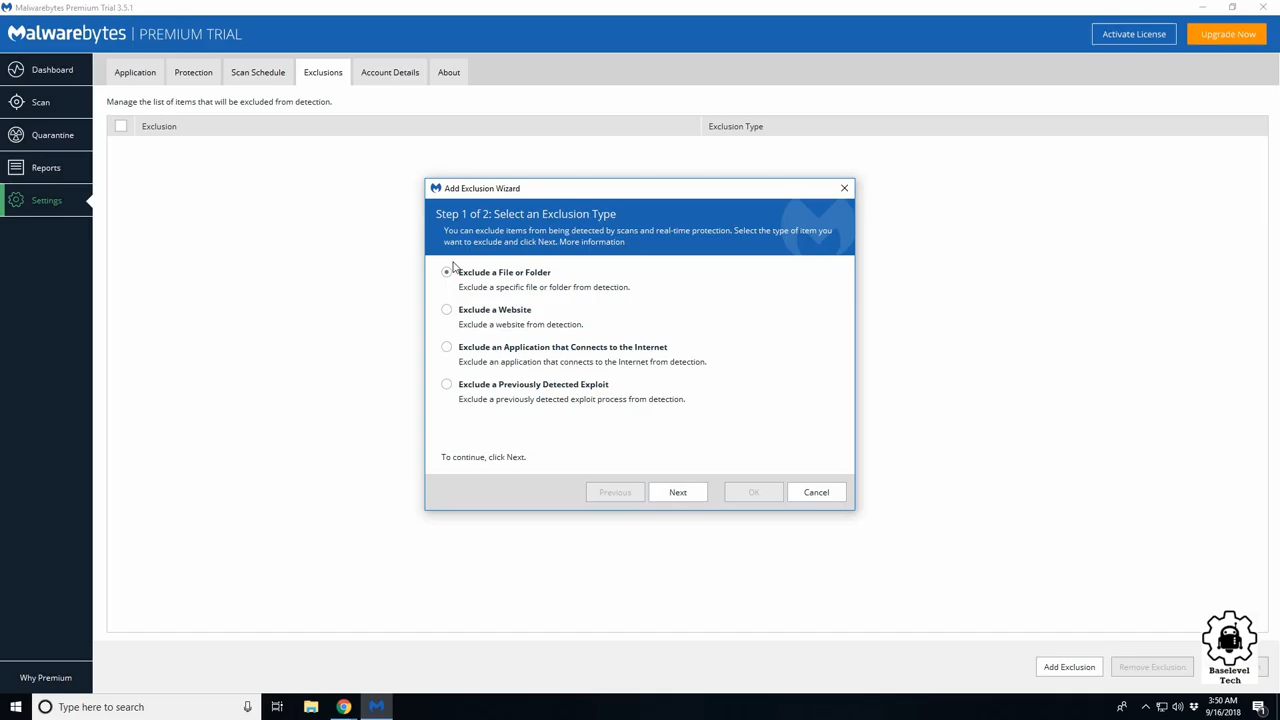 Malwarebytes Premium Trial 3.5.1
Malwarebytes | PREMIUM TRIAL
Activate License
Upgrade Now
Dashboard
Scan
Quarantine
Reports
Settings
Why Premium
Application
Protection
Scan Schedule
Exclusions
Account Details
About
Manage the list of items that will be excluded from detection.
Exclusion
Exclusion Type
Add Exclusion Wizard
Step 1 of 2: Select an Exclusion Type
You can exclude items from being detected by scans and real-time protection. Select the type of item you
want to exclude and click Next. More information
Exclude a File or Folder
Exclude a specific file or folder from detection.
Exclude a Website
Exclude a website from detection.
Exclude an Application that Connects to the Internet
Exclude an application that connects to the Internet from detection.
Exclude a Previously Detected Exploit
Exclude a previously detected exploit process from detection.
To continue, click Next.
Previous
Next
OK
Cancel
Add Exclusion
Remove Exclusion
Baselevel
Tech
Type here to search
3:50 AM
9/16/2018
1